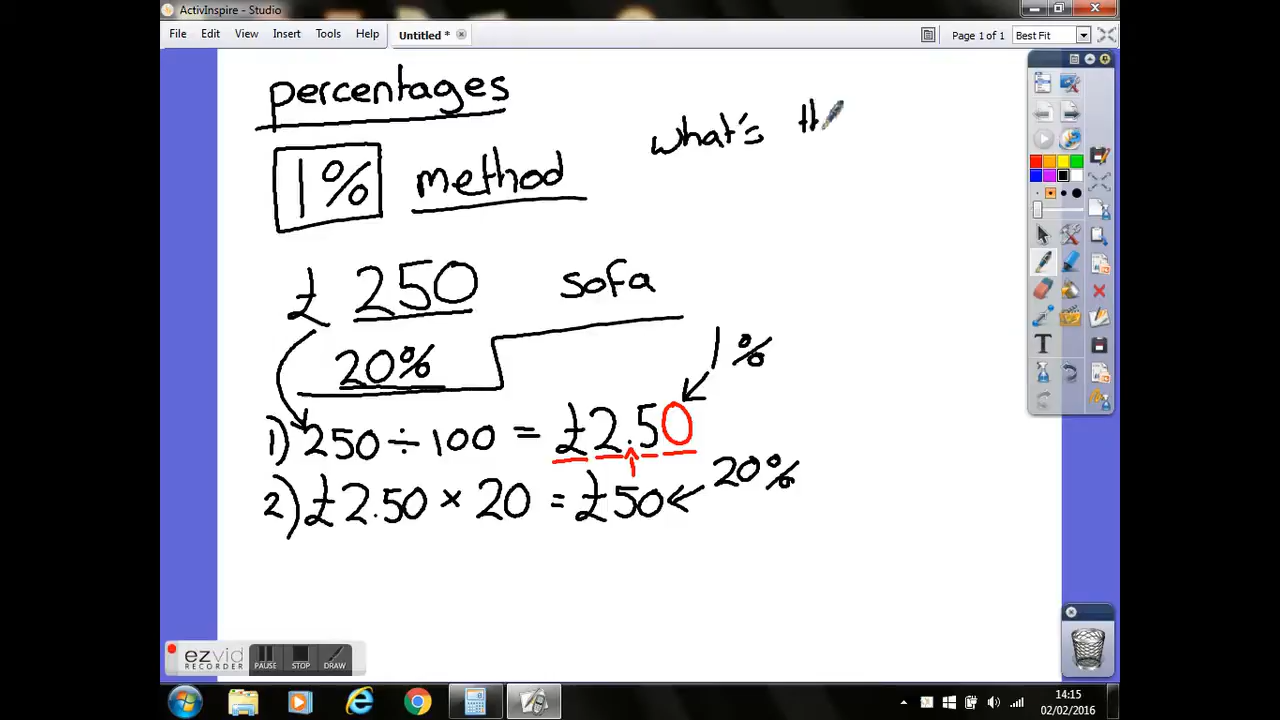 ActivInspire - Studio
File Edit View Insert Tools Help Untitled * Page 1 of 1 Best Fit
percentages
what's th
1% method
£250 sofa
20%
1%
1) 250 ÷ 100 = £2.50
20%
2) £2.50 × 20 = £50
T
ezvid
RECORDER
PAUSE STOP DRAW
14:15
02/02/2016